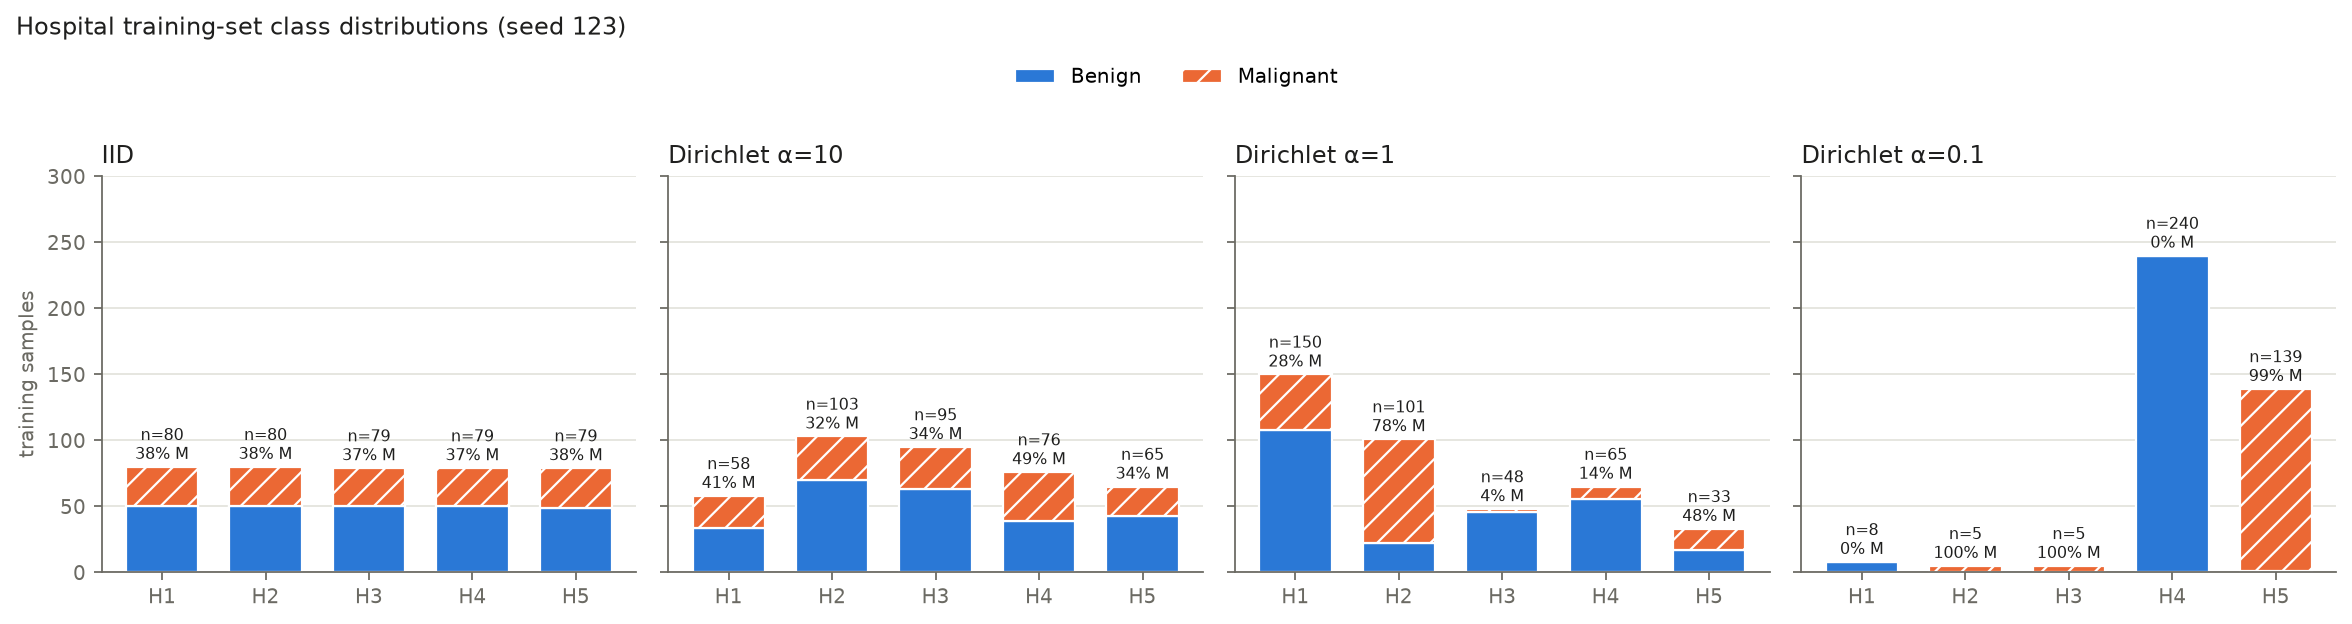 Hospital training-set class distributions (seed 123)
Benign
Malignant
IID
Dirichlet α=10
Dirichlet α=1
Dirichlet α=0.1
training samples
300
250
200
150
100
50
0
n=80
38% M
n=80
38% M
n=79
37% M
n=79
37% M
n=79
38% M
H1 H2 H3 H4 H5
n=58
41% M
n=103
32% M
n=95
34% M
n=76
49% M
n=65
34% M
H1 H2 H3 H4 H5
n=150
28% M
n=101
78% M
n=48
4% M
n=65
14% M
n=33
48% M
H1 H2 H3 H4 H5
n=8
0% M
n=5
100% M
n=5
100% M
n=240
0% M
n=139
99% M
H1 H2 H3 H4 H5